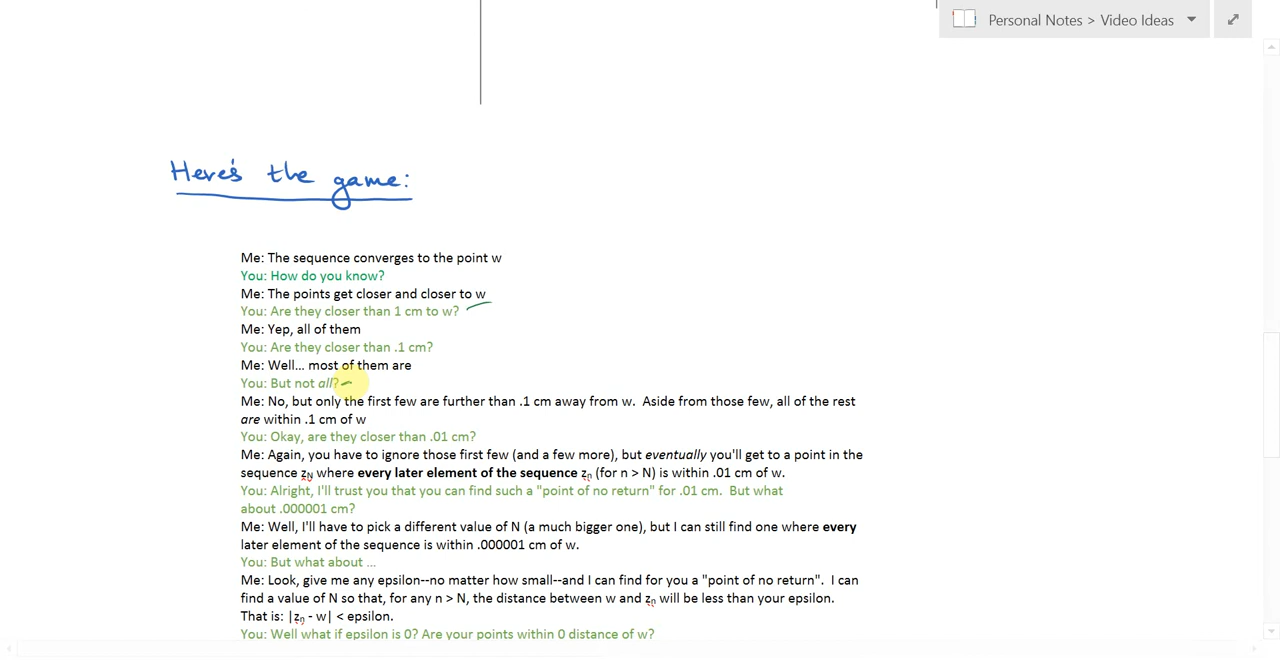 Personal Notes > Video Ideas
Here's the game:
Me: The sequence converges to the point w
You: How do you know?
Me: The points get closer and closer to w
You: Are they closer than 1 cm to w?
Me: Yep, all of them
You: Are they closer than .1 cm?
Me: Well... most of them are
You: But not all?
Me: No, but only the first few are further than .1 cm away from w.  Aside from those few, all of the rest
are within .1 cm of w
You: Okay, are they closer than .01 cm?
Me: Again, you have to ignore those first few (and a few more), but eventually you'll get to a point in the
sequence zN where every later element of the sequence zn (for n > N) is within .01 cm of w.
You: Alright, I'll trust you that you can find such a "point of no return" for .01 cm.  But what
about .000001 cm?
Me: Well, I'll have to pick a different value of N (a much bigger one), but I can still find one where every
later element of the sequence is within .000001 cm of w.
You: But what about ...
Me: Look, give me any epsilon--no matter how small--and I can find for you a "point of no return".  I can
find a value of N so that, for any n > N, the distance between w and zn will be less than your epsilon.
That is: |zn - w| < epsilon.
You: Well what if epsilon is 0? Are your points within 0 distance of w?